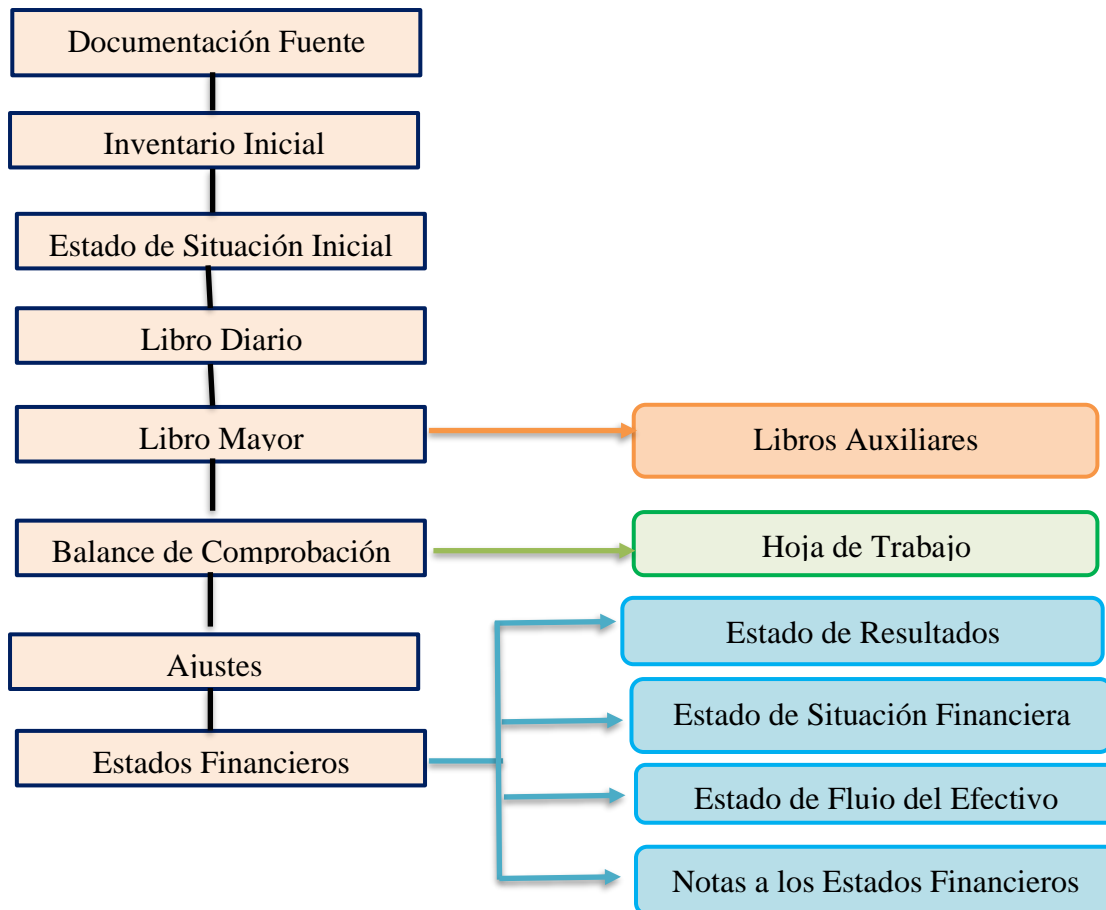 Documentación Fuente
Inventario Inicial
Estado de Situación Inicial
Libro Diario
Libro Mayor
Libros Auxiliares
Balance de Comprobación
Hoja de Trabajo
Estado de Resultados
Ajustes
Estado de Situación Financiera
Estados Financieros
Estado de Flujo del Efectivo
Notas a los Estados Financieros